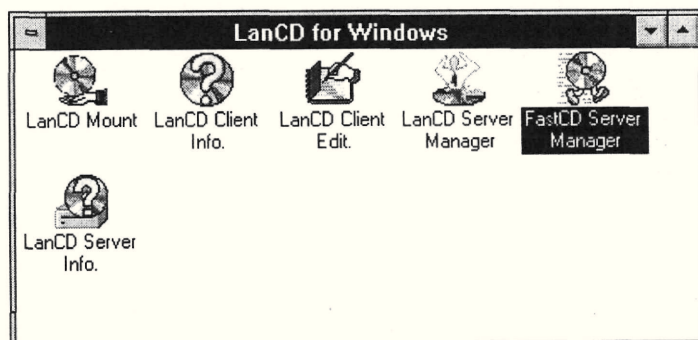 LanCD for Windows
LanCD Mount
LanCD Client
Info.
LanCD Client
Edit.
LanCD Server
Manager
FastCD Server
Manager
LanCD Server
Info.